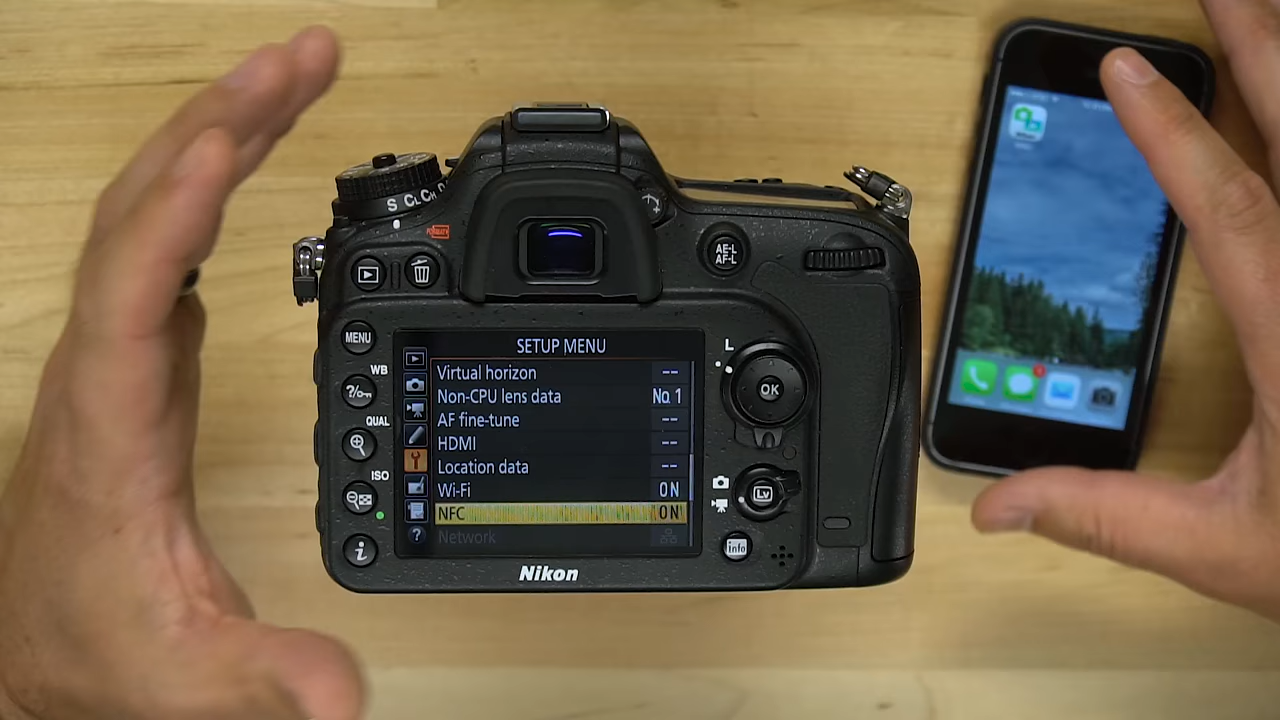 S CL CH
FORMAT
AE-L
AF-L
MENU
WB
QUAL
ISO
i
SETUP MENU
Virtual horizon --
Non-CPU lens data No. 1
AF fine-tune --
HDMI --
Location data --
Wi-Fi ON
NFC ON
Network
?
L
OK
Lv
info
Nikon